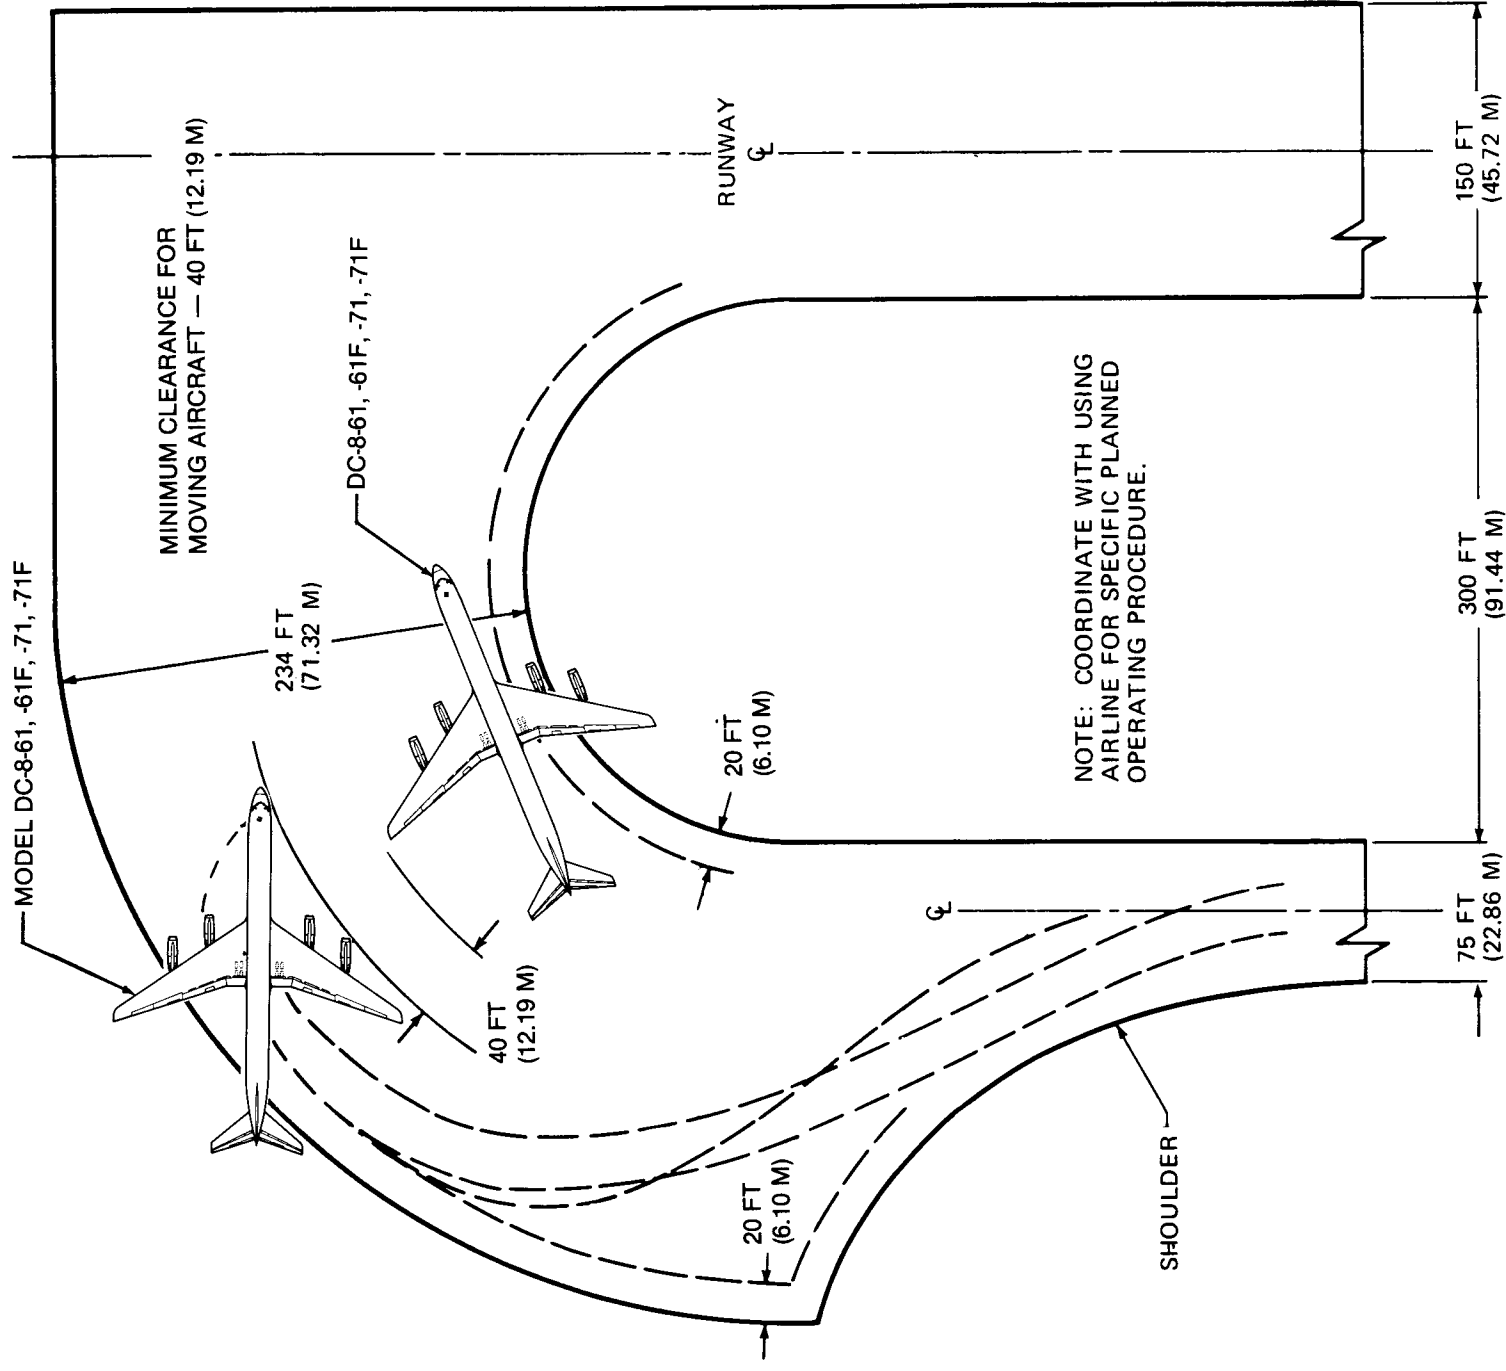 MODEL DC-8-61, -61F, -71, -71F
MINIMUM CLEARANCE FOR
MOVING AIRCRAFT — 40 FT (12.19 M)
234 FT
(71.32 M)
DC-8-61, -61F, -71, -71F
40 FT
(12.19 M)
20 FT
(6.10 M)
RUNWAY
℄
20 FT
(6.10 M)
℄
NOTE: COORDINATE WITH USING
AIRLINE FOR SPECIFIC PLANNED
OPERATING PROCEDURE.
SHOULDER
75 FT
(22.86 M)
300 FT
(91.44 M)
150 FT
(45.72 M)